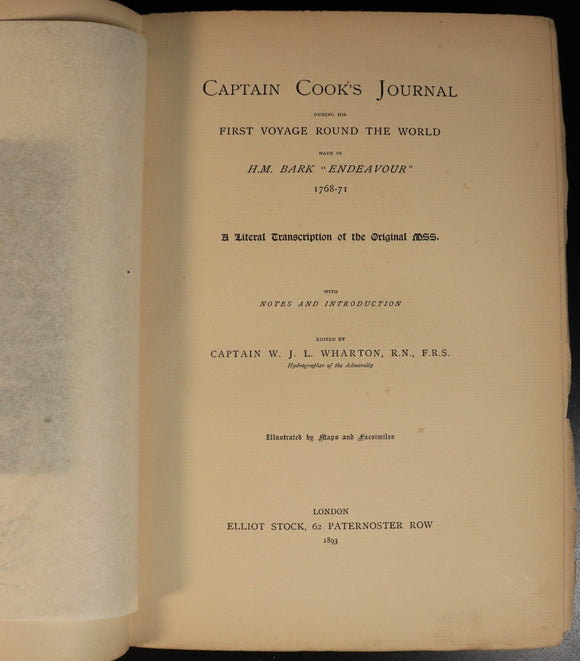 CAPTAIN COOK'S JOURNAL
DURING HIS
FIRST VOYAGE ROUND THE WORLD
MADE IN
H.M. BARK "ENDEAVOUR"
1768-71
A Literal Transcription of the Original MSS.
WITH
NOTES AND INTRODUCTION
EDITED BY
CAPTAIN W. J. L. WHARTON, R.N., F.R.S.
Hydrographer of the Admiralty
Illustrated by Maps and Facsimiles
LONDON
ELLIOT STOCK, 62 PATERNOSTER ROW
1893